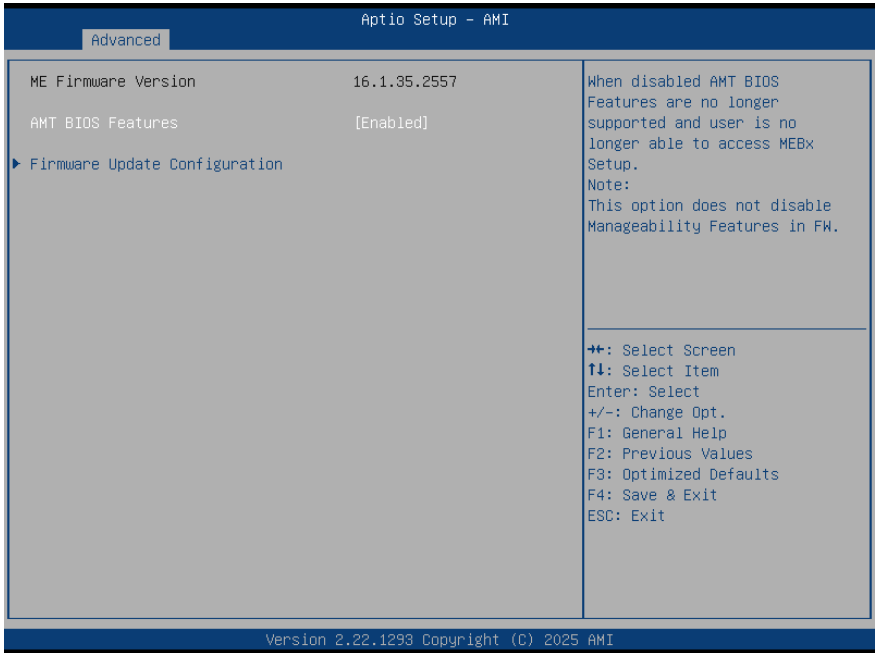 Aptio Setup – AMI
Advanced
ME Firmware Version 16.1.35.2557
AMT BIOS Features [Enabled]
Firmware Update Configuration
When disabled AMT BIOS
Features are no longer
supported and user is no
longer able to access MEBx
Setup.
Note:
This option does not disable
Manageability Features in FW.
→←: Select Screen
↑↓: Select Item
Enter: Select
+/-: Change Opt.
F1: General Help
F2: Previous Values
F3: Optimized Defaults
F4: Save & Exit
ESC: Exit
Version 2.22.1293 Copyright (C) 2025 AMI